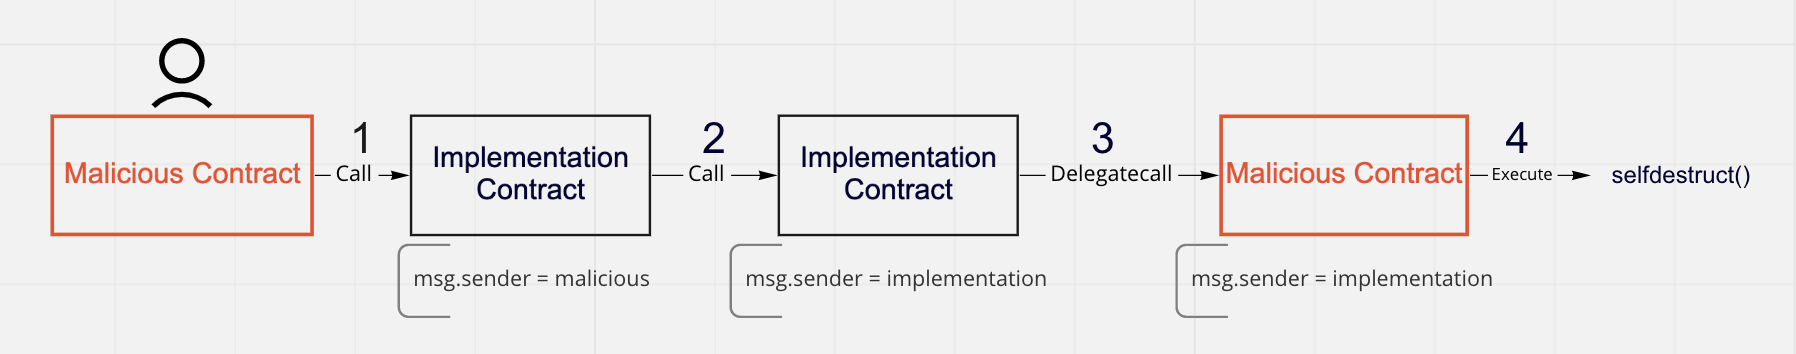 1
2
3
4
Malicious Contract
Call
Implementation
Contract
Call
Implementation
Contract
Delegatecall
Malicious Contract
Execute
selfdestruct()
msg.sender = malicious
msg.sender = implementation
msg.sender = implementation